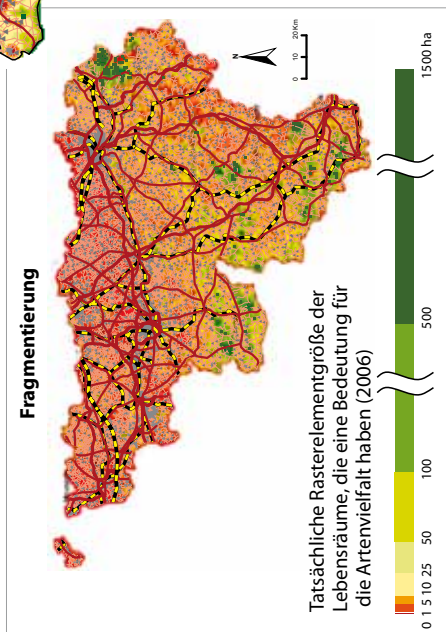 Fragmentierung
N
0 10 20 Km
Tatsächliche Rasterelementgröße der
Lebensräume, die eine Bedeutung für
die Artenvielfalt haben (2006)
0 1 5 10 25 50 100 500 1500 ha